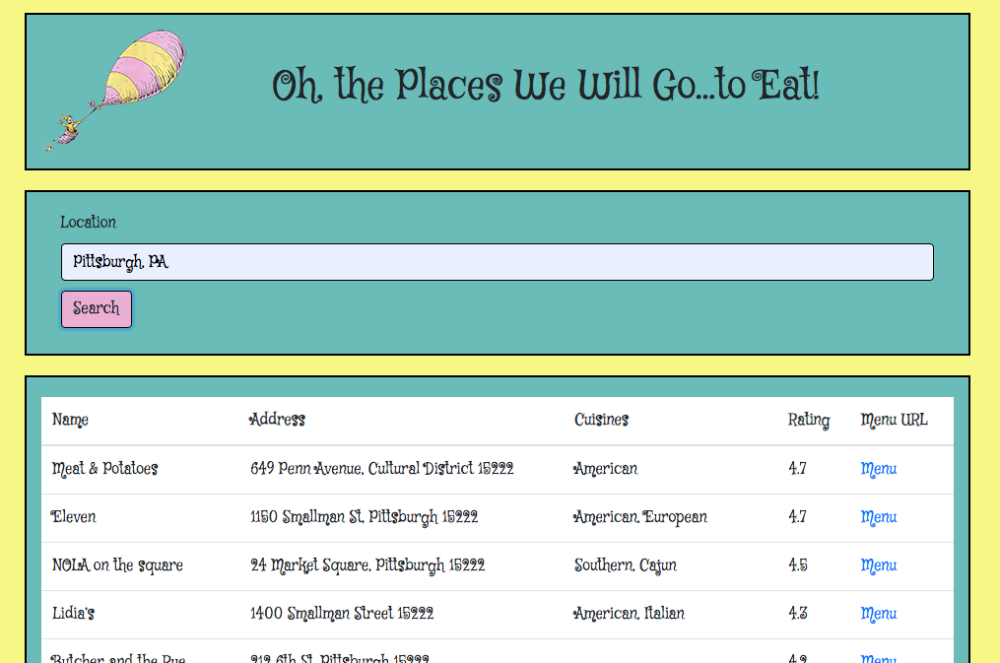 Oh, the Places We Will Go...to Eat!
Location
Pittsburgh, PA
Search
Name Address Cuisines Rating Menu URL
Meat & Potatoes 649 Penn Avenue, Cultural District 15222 American 4.7 Menu
Eleven 1150 Smallman St, Pittsburgh 15222 American, European 4.7 Menu
NOLA on the square 24 Market Square, Pittsburgh 15222 Southern, Cajun 4.5 Menu
Lidia's 1400 Smallman Street 15222 American, Italian 4.3 Menu
Butcher and the Rye 212 6th St, Pittsburgh 15222 4.2 Menu